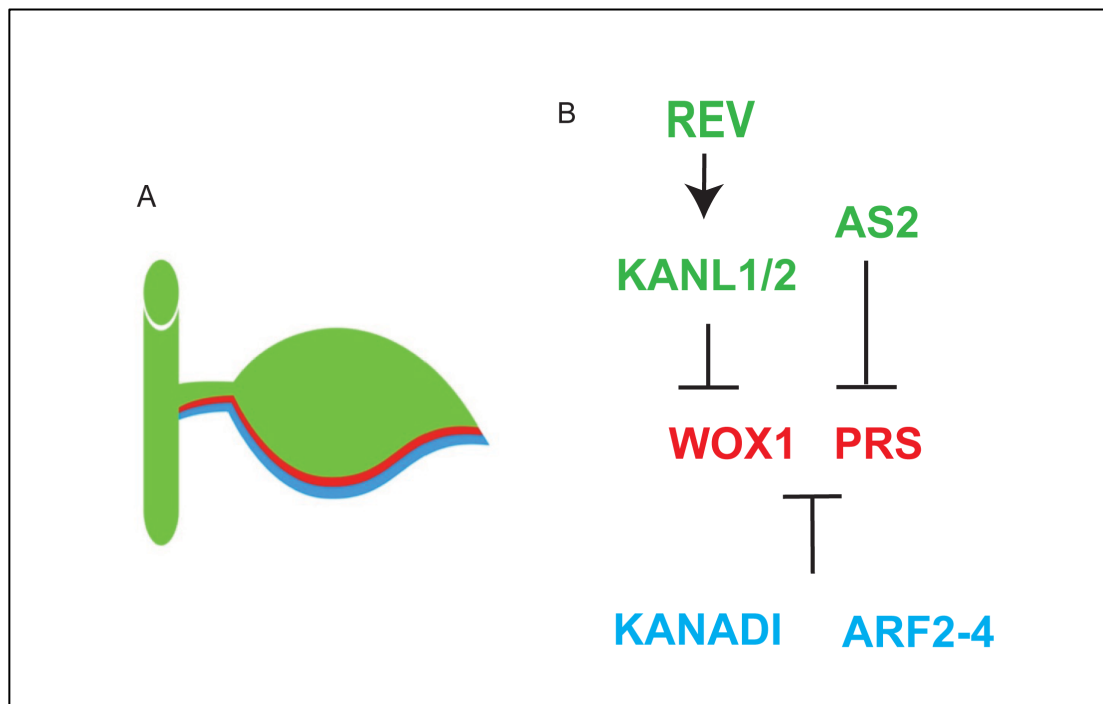 A
B
REV
AS2
KANL1/2
WOX1 PRS
KANADI ARF2-4